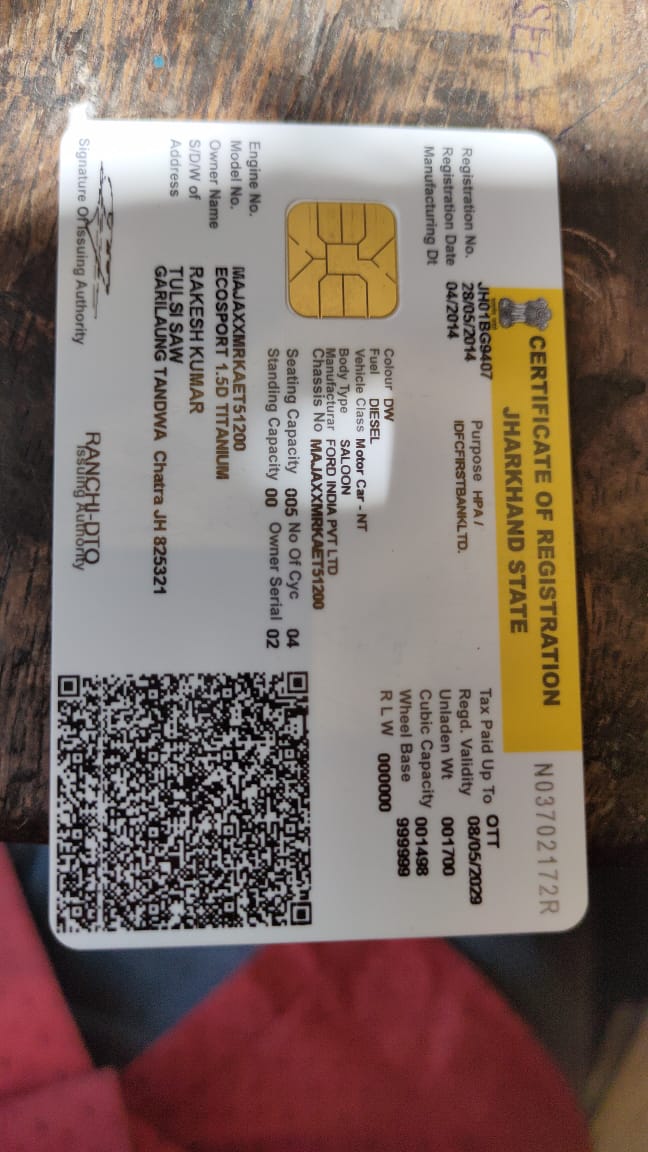 CERTIFICATE OF REGISTRATION
JHARKHAND STATE
N03702172R
Registration No. JH01BG9407
Registration Date 28/05/2014
Manufacturing Dt 04/2014
Purpose HPA /
IDFCFIRSTBANKLTD.
Tax Paid Up To OTT
Regd. Validity 08/05/2029
Unladen Wt 001700
Cubic Capacity 001498
Wheel Base 999999
R L W 000000
Colour DW
Fuel DIESEL
Vehicle Class Motor Car - NT
Body Type SALOON
Manufacturar FORD INDIA PVT LTD
Chassis No MAJAXXMRKAET51200
Seating Capacity 005 No Of Cyc 04
Standing Capacity 00 Owner Serial 02
Engine No. MAJAXXMRKAET51200
Model No. ECOSPORT 1.5D TITANIUM
Owner Name RAKESH KUMAR
S/D/W of TULSI SAW
Address GARILAUNG TANDWA Chatra JH 825321
Signature Of Issuing Authority
RANCHI-DTO
Issuing Authority